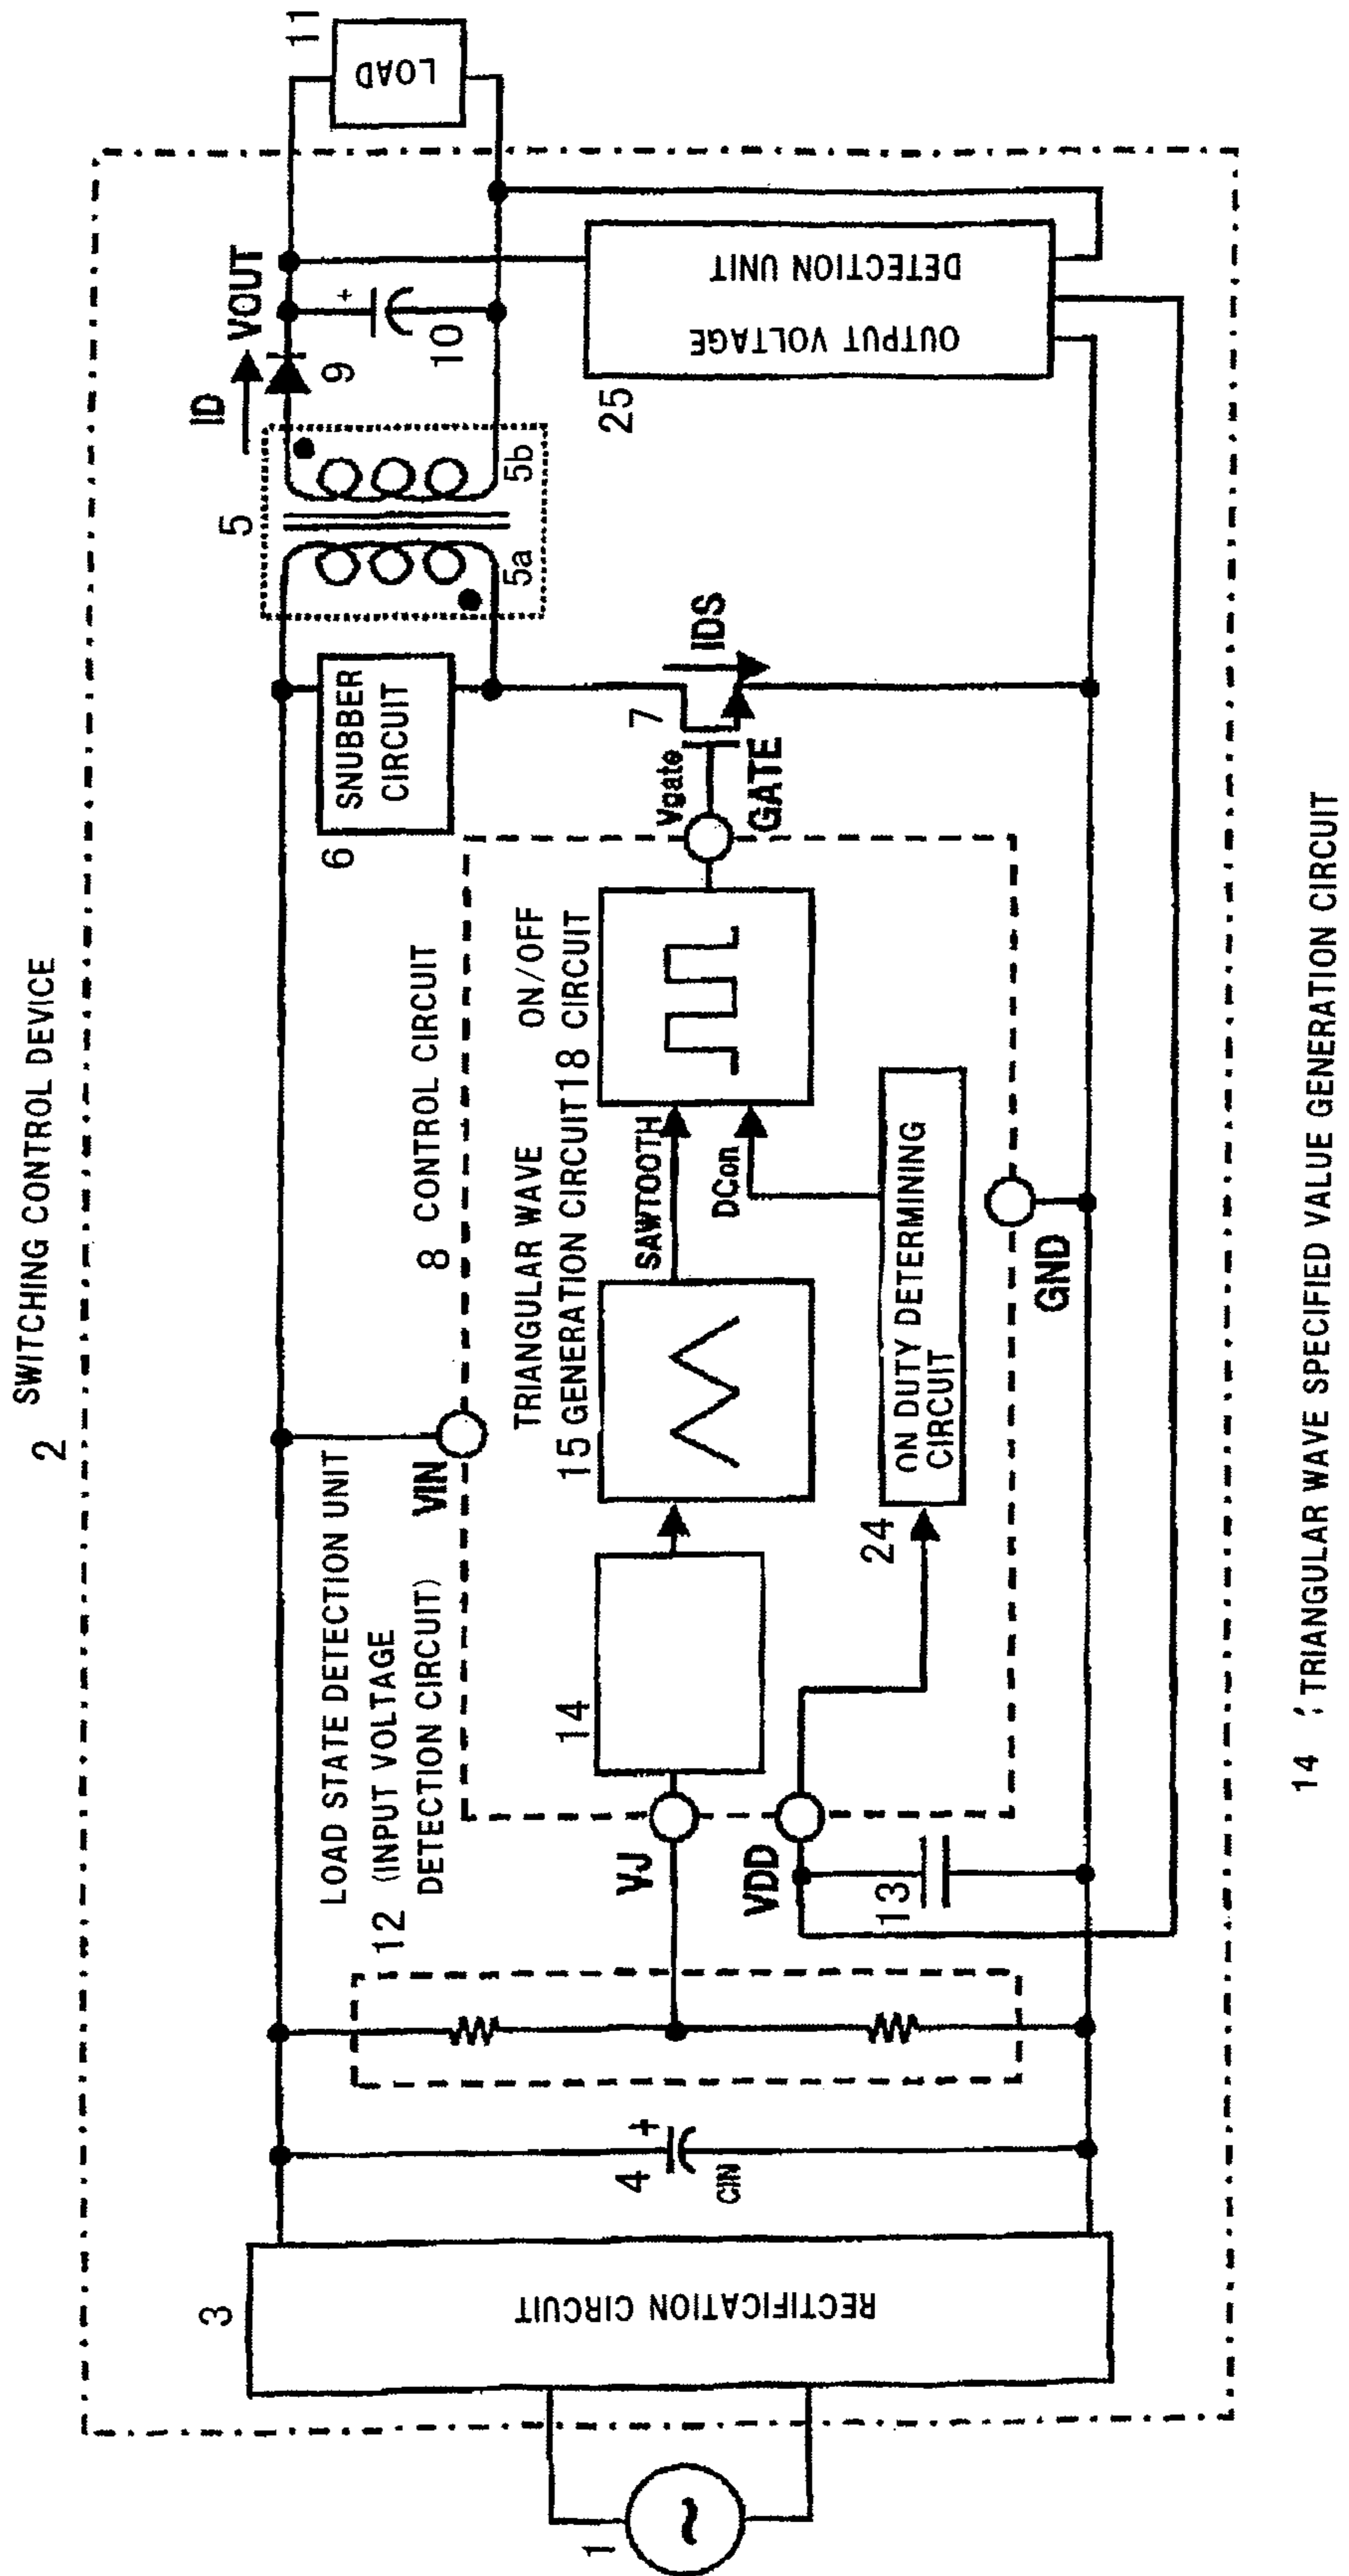 2 SWITCHING CONTROL DEVICE
1
3
RECTIFICATION CIRCUIT
4
+
CIN
LOAD STATE DETECTION UNIT
12 (INPUT VOLTAGE
DETECTION CIRCUIT)
VJ
VDD
13
VIN
8 CONTROL CIRCUIT
14
TRIANGULAR WAVE
15 GENERATION CIRCUIT
SAWTOOTH
ON/OFF
18 CIRCUIT
DCon
24
ON DUTY DETERMINING
CIRCUIT
GND
Vgate
GATE
7
IDS
6
SNUBBER
CIRCUIT
5
5a
5b
ID
9
VOUT
+
10
25
OUTPUT VOLTAGE
DETECTION UNIT
11
LOAD
14 ; TRIANGULAR WAVE SPECIFIED VALUE GENERATION CIRCUIT